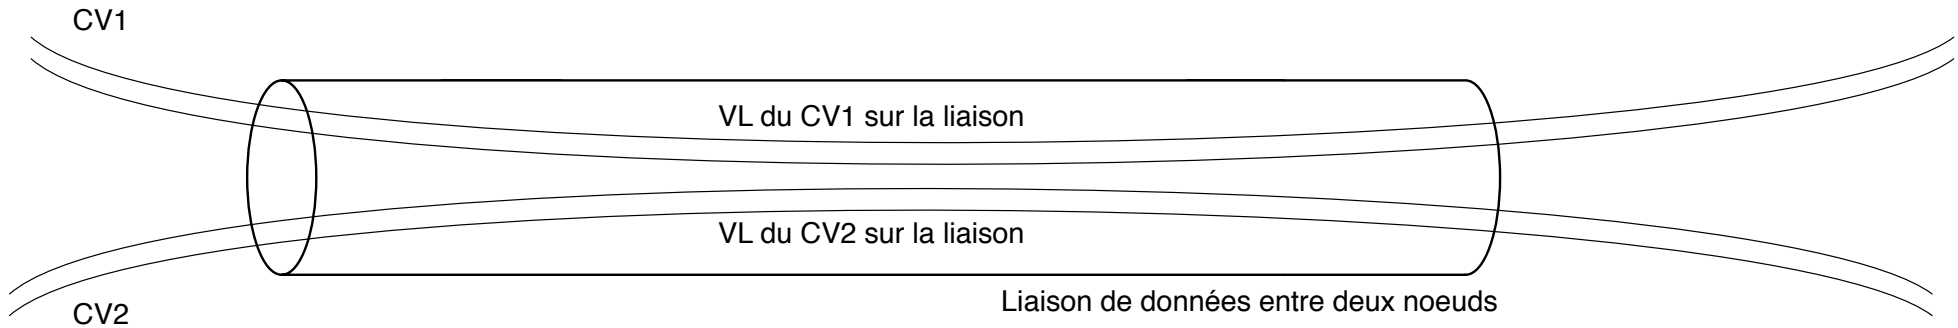 CV1
VL du CV1 sur la liaison
VL du CV2 sur la liaison
Liaison de données entre deux noeuds
CV2